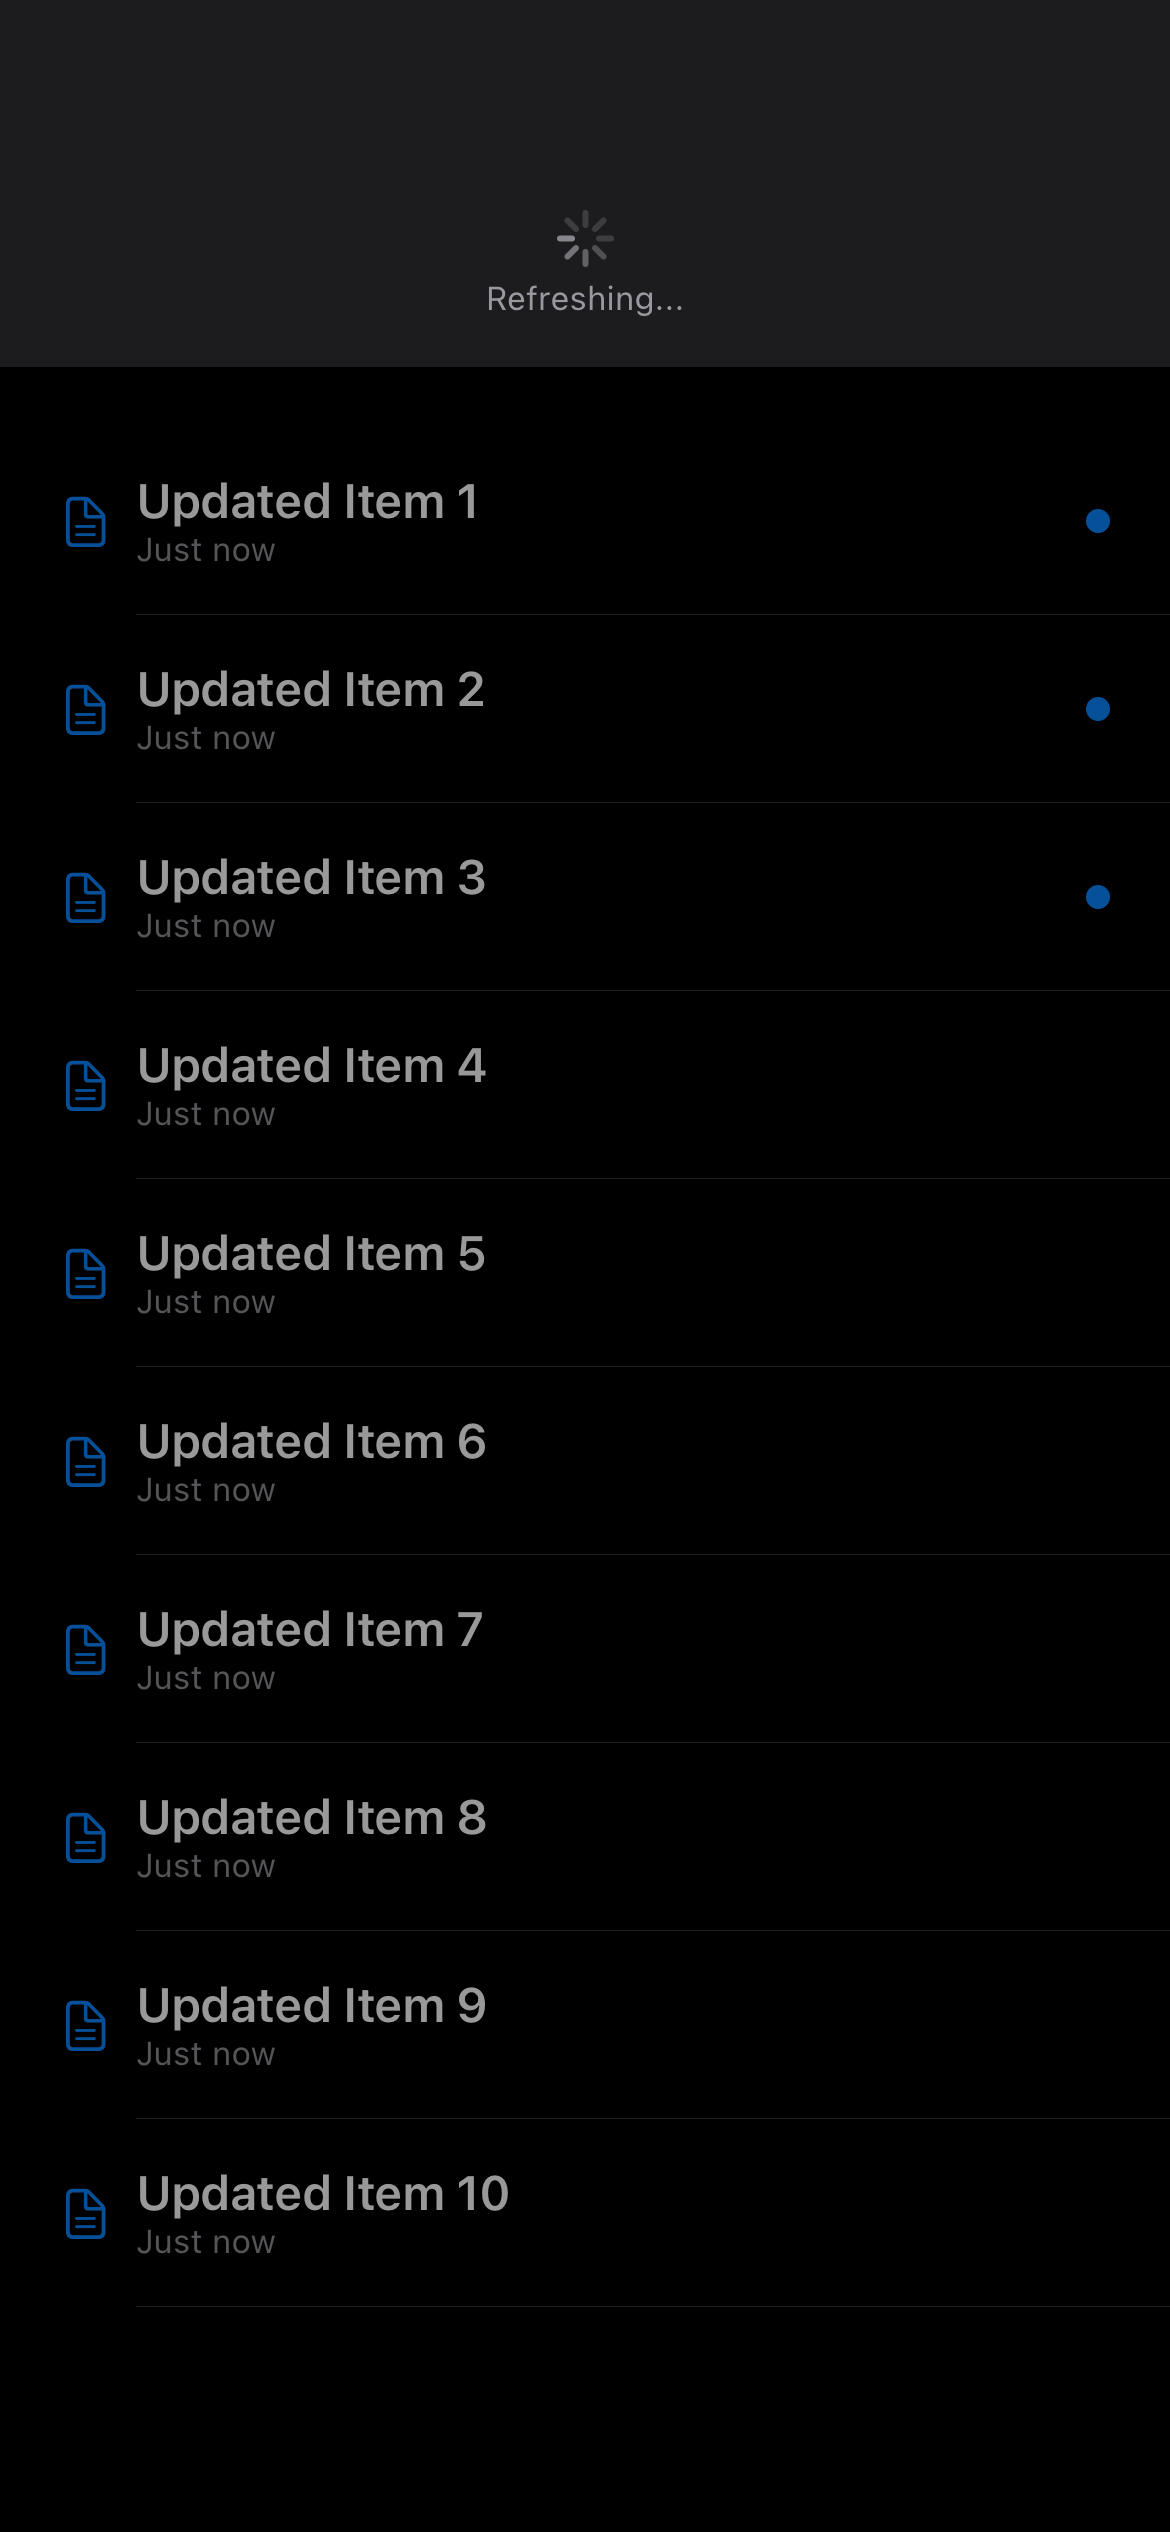 Refreshing...
Updated Item 1
Just now
Updated Item 2
Just now
Updated Item 3
Just now
Updated Item 4
Just now
Updated Item 5
Just now
Updated Item 6
Just now
Updated Item 7
Just now
Updated Item 8
Just now
Updated Item 9
Just now
Updated Item 10
Just now